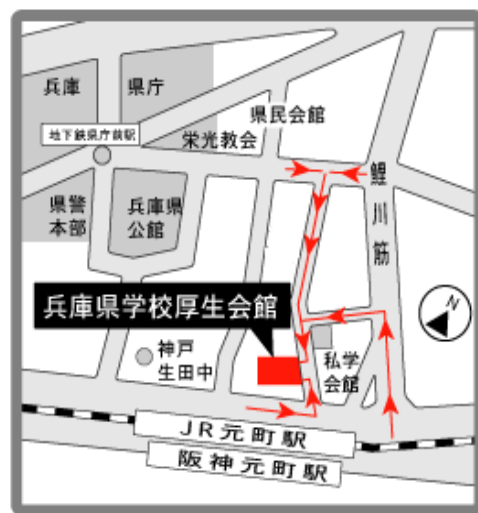 兵庫
県庁
県民会館
地下鉄県庁前駅
栄光教会
鯉川筋
県警
本部
兵庫県
公館
兵庫県学校厚生会館
N
神戸
生田中
私学
会館
JR元町駅
阪神元町駅